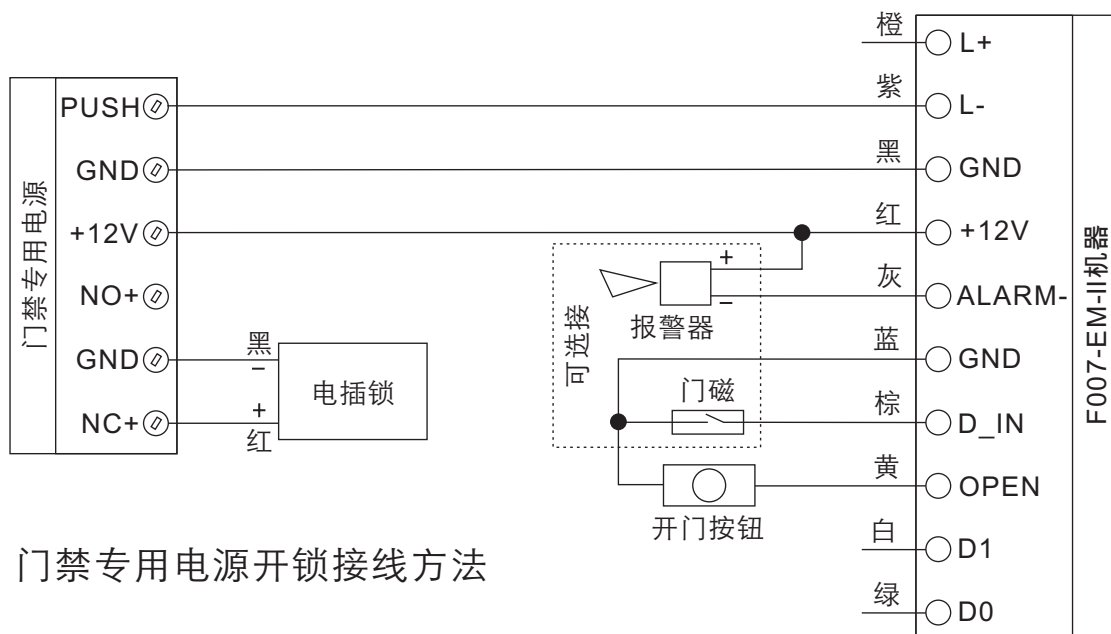 橙
L+
PUSH
紫
L-
GND
黑
GND
门禁专用电源
+12V
红
+12V
F007-EM-II机器
NO+
+
−
报警器
灰
ALARM-
可选接
GND
黑
−
电插锁
蓝
GND
NC+
+
红
门磁
棕
D_IN
黄
OPEN
开门按钮
白
D1
门禁专用电源开锁接线方法
绿
D0